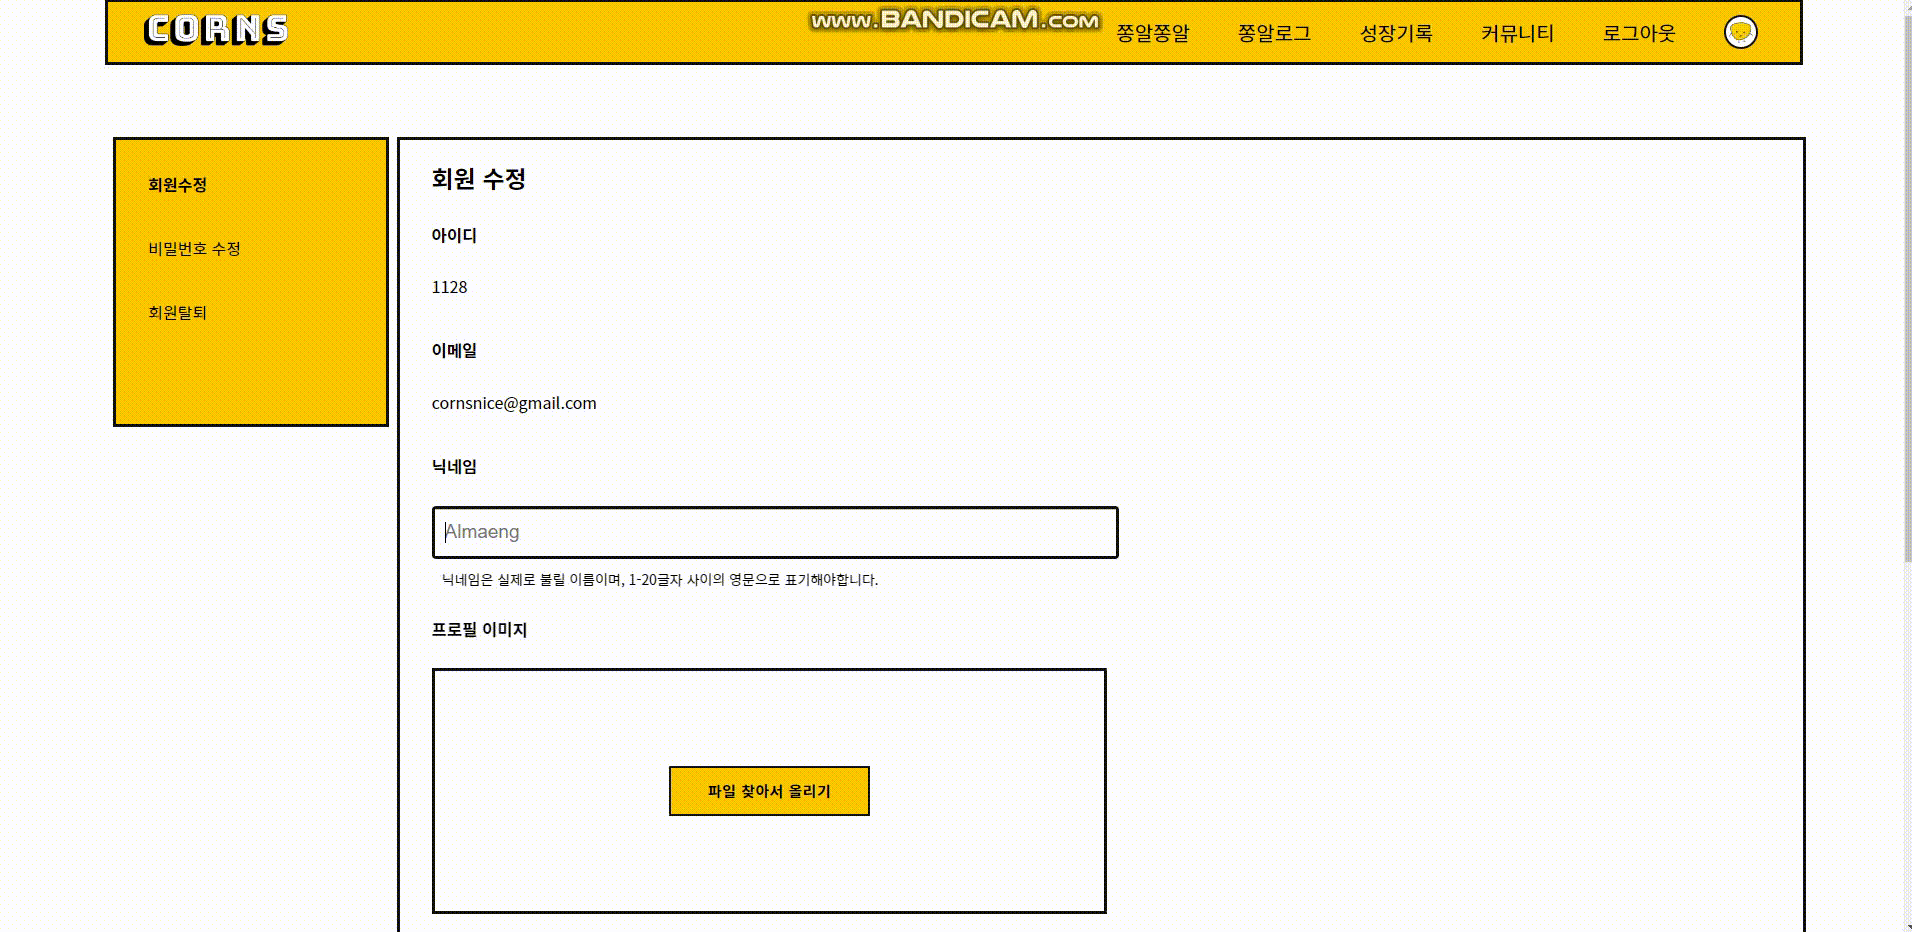 CORNS
www.BANDICAM.com
쫑알쫑알
쫑알로그
성장기록
커뮤니티
로그아웃
회원수정
비밀번호 수정
회원탈퇴
회원 수정
아이디
1128
이메일
cornsnice@gmail.com
닉네임
Almaeng
닉네임은 실제로 불릴 이름이며, 1-20글자 사이의 영문으로 표기해야합니다.
프로필 이미지
파일 찾아서 올리기